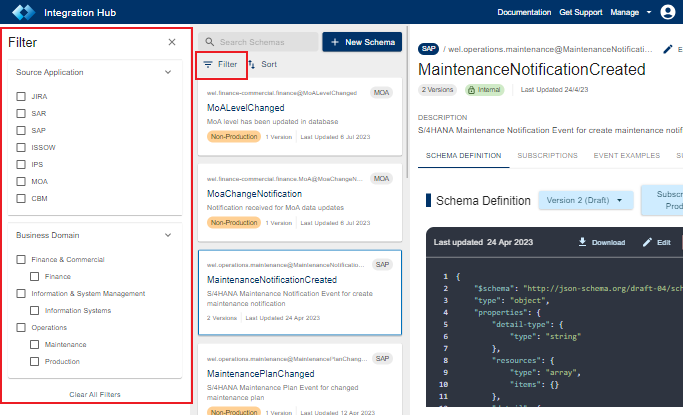 Integration Hub
Documentation Get Support Manage
Filter
Source Application
JIRA
SAR
SAP
ISSOW
IPS
MOA
CBM
Business Domain
Finance & Commercial
Finance
Information & System Management
Information Systems
Operations
Maintenance
Production
Clear All Filters
Search Schemas
+ New Schema
Filter
Sort
wel.finance-commercial.finance@MoALevelChanged MOA
MoALevelChanged
MoA level has been updated in database
Non-Production 1 Version Last Updated 6 Jul 2023
wel.finance-commercial.finance.MoA@MoaChangeN... MOA
MoaChangeNotification
Notification received for MoA data updates
Non-Production 1 Version Last Updated 6 Jul 2023
wel.operations.maintenance@MaintenanceNotificatio... SAP
MaintenanceNotificationCreated
S/4HANA Maintenance Notification Event for create
maintenance notification
2 Versions Last Updated 24 Apr 2023
wel.operations.maintenance@MaintenancePlanChang... SAP
MaintenancePlanChanged
S/4HANA Maintenance Plan Event for changed
maintenance plan
Non-Production 1 Version Last Updated 12 Apr 2023
SAP / wel.operations.maintenance@MaintenanceNotificati... E
MaintenanceNotificationCreated
2 Versions Internal Last Updated 24/4/23
DESCRIPTION
S/4HANA Maintenance Notification Event for create maintenance notif
SCHEMA DEFINITION SUBSCRIPTIONS EVENT EXAMPLES SI
Schema Definition
Version 2 (Draft)
Subsc
Prod
Last updated 24 Apr 2023 Download Edit
1 {
2 "$schema": "http://json-schema.org/draft-04/sch
3 "type": "object",
4 "properties": {
5 "detail-type": {
6 "type": "string"
7 },
8 "resources": {
9 "type": "array",
10 "items": {}
11 },